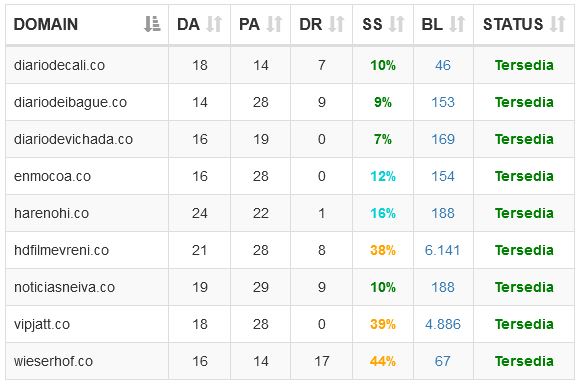 DOMAIN DA PA DR SS BL STATUS
diariodecali.co 18 14 7 10% 46 Tersedia
diariodeibague.co 14 28 9 9% 153 Tersedia
diariodevichada.co 16 19 0 7% 169 Tersedia
enmocoa.co 16 28 0 12% 154 Tersedia
harenohi.co 24 22 1 16% 188 Tersedia
hdfilmevreni.co 21 28 8 38% 6.141 Tersedia
noticiasneiva.co 19 29 9 10% 188 Tersedia
vipjatt.co 18 28 0 39% 4.886 Tersedia
wieserhof.co 16 14 17 44% 67 Tersedia